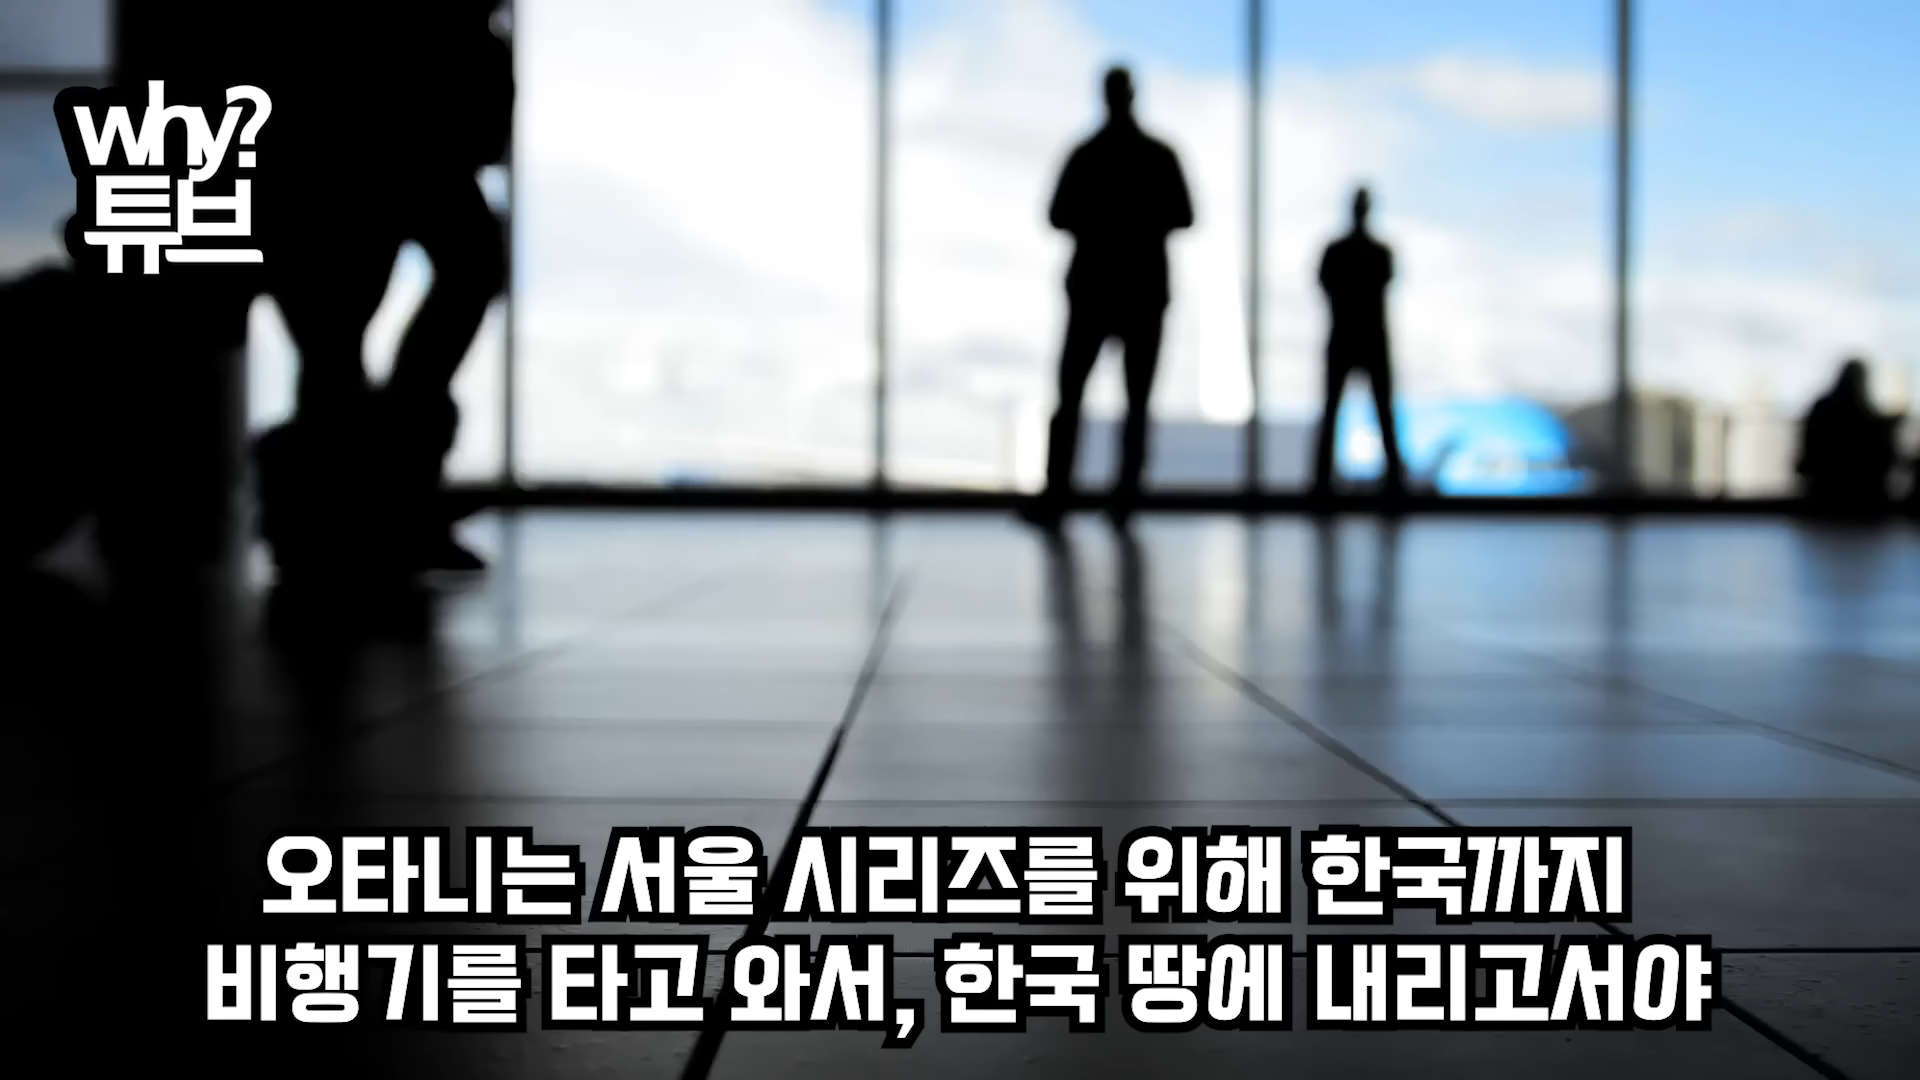 why?
튜브
오타니는 서울 시리즈를 위해 한국까지
비행기를 타고 와서, 한국 땅에 내리고서야